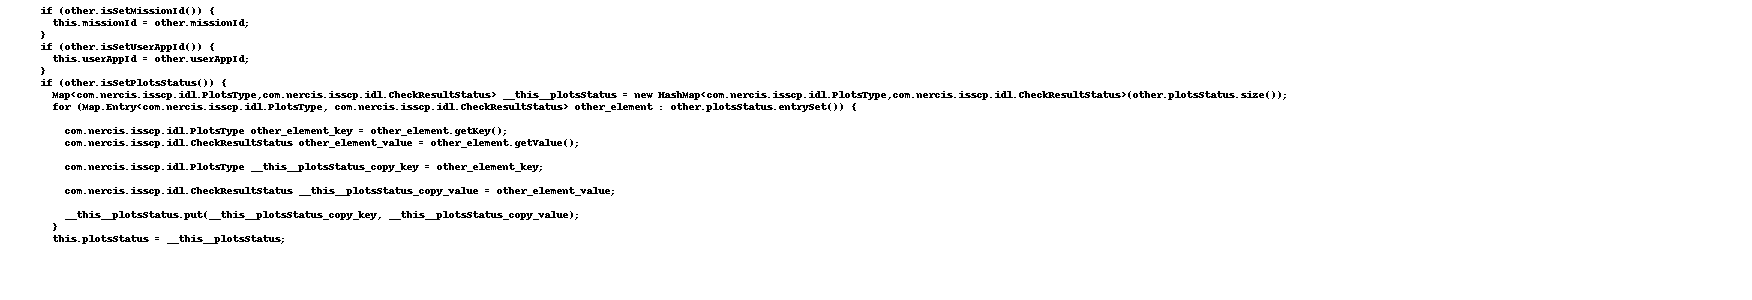 if (other.isSetMissionId()) {
this.missionId = other.missionId;
}
if (other.isSetUserAppId()) {
this.userAppId = other.userAppId;
}
if (other.isSetPlotsStatus()) {
Map<com.nercis.isscp.idl.PlotsType,com.nercis.isscp.idl.CheckResultStatus> __this__plotsStatus = new HashMap<com.nercis.isscp.idl.PlotsType,com.nercis.isscp.idl.CheckResultStatus>(other.plotsStatus.size());
for (Map.Entry<com.nercis.isscp.idl.PlotsType, com.nercis.isscp.idl.CheckResultStatus> other_element : other.plotsStatus.entrySet()) {
com.nercis.isscp.idl.PlotsType other_element_key = other_element.getKey();
com.nercis.isscp.idl.CheckResultStatus other_element_value = other_element.getValue();
com.nercis.isscp.idl.PlotsType __this__plotsStatus_copy_key = other_element_key;
com.nercis.isscp.idl.CheckResultStatus __this__plotsStatus_copy_value = other_element_value;
__this__plotsStatus.put(__this__plotsStatus_copy_key, __this__plotsStatus_copy_value);
}
this.plotsStatus = __this__plotsStatus;